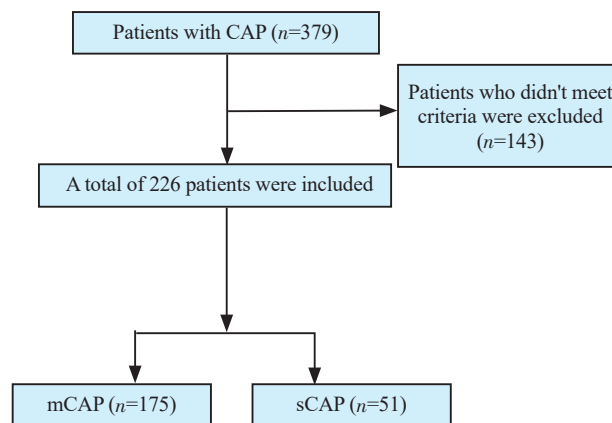 Patients with CAP (n=379)
Patients who didn't meet
criteria were excluded
(n=143)
A total of 226 patients were included
mCAP (n=175)
sCAP (n=51)